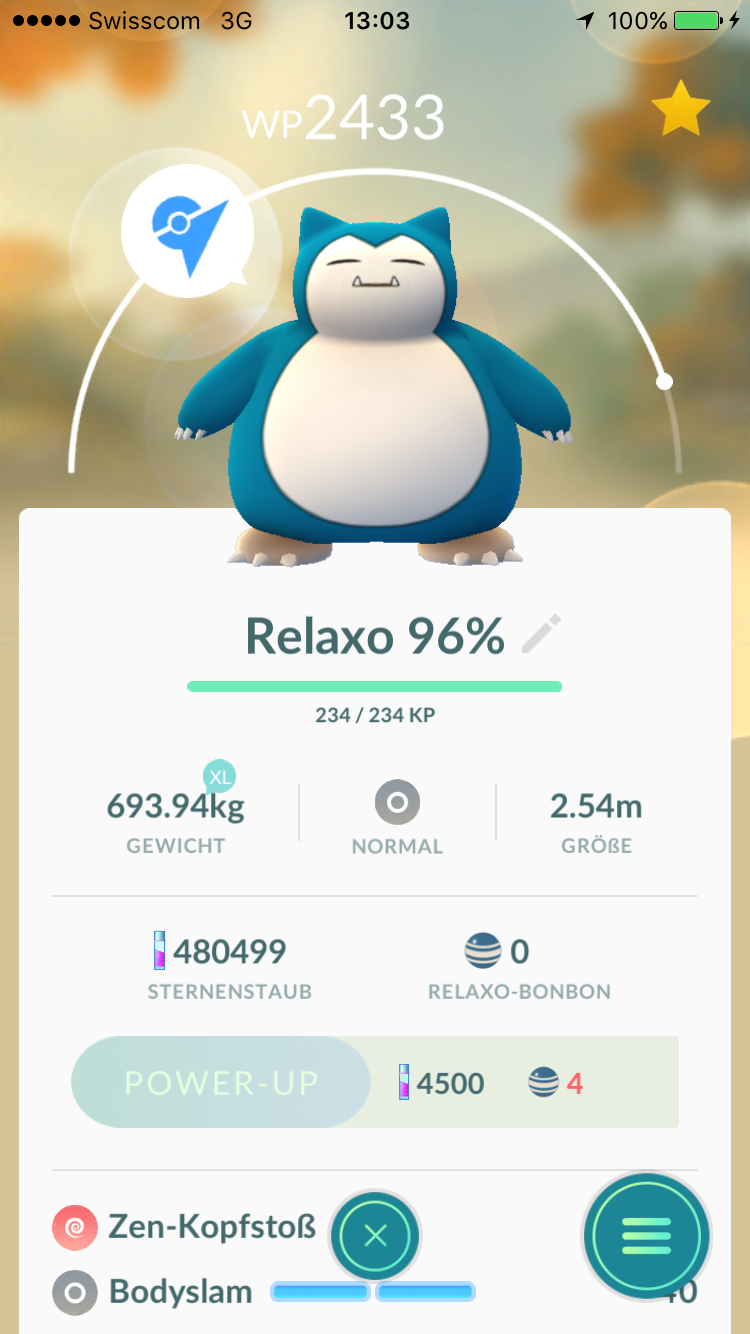 Swisscom 3G 13:03 100%
WP2433
Relaxo 96%
234 / 234 KP
XL
693.94kg 2.54m
GEWICHT NORMAL GRÖßE
480499 0
STERNENSTAUB RELAXO-BONBON
POWER-UP 4500 4
Zen-Kopfstoß
Bodyslam